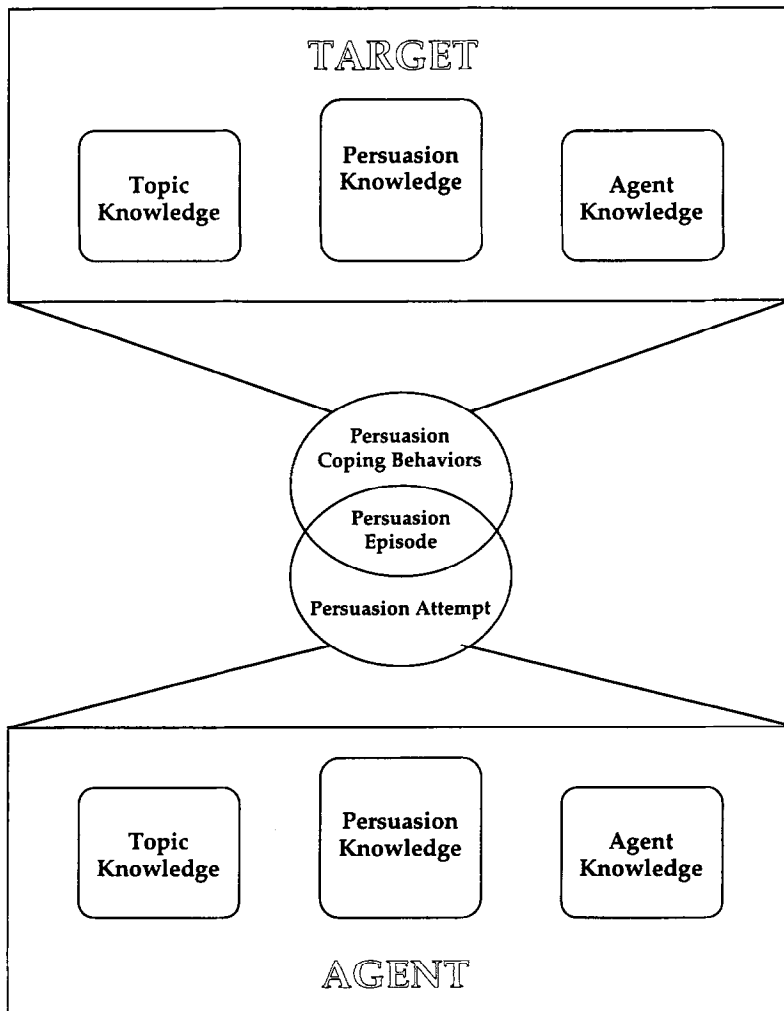 TARGET
Topic
Knowledge
Persuasion
Knowledge
Agent
Knowledge
Persuasion
Coping Behaviors
Persuasion
Episode
Persuasion Attempt
Topic
Knowledge
Persuasion
Knowledge
Agent
Knowledge
AGENT